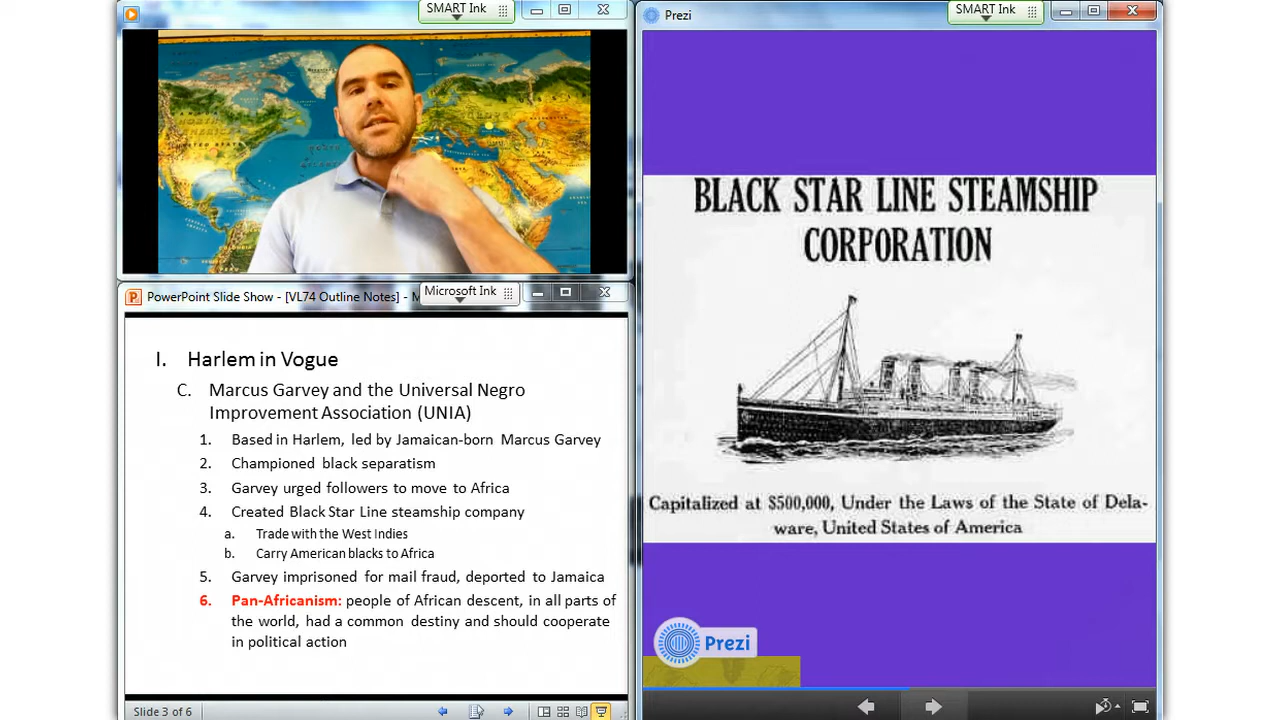 SMART Ink
PowerPoint Slide Show - [VL74 Outline Notes] - M
Microsoft Ink
I. Harlem in Vogue
C. Marcus Garvey and the Universal Negro
Improvement Association (UNIA)
1. Based in Harlem, led by Jamaican-born Marcus Garvey
2. Championed black separatism
3. Garvey urged followers to move to Africa
4. Created Black Star Line steamship company
a. Trade with the West Indies
b. Carry American blacks to Africa
5. Garvey imprisoned for mail fraud, deported to Jamaica
6. Pan-Africanism: people of African descent, in all parts of
the world, had a common destiny and should cooperate
in political action
Slide 3 of 6
Prezi
SMART Ink
BLACK STAR LINE STEAMSHIP
CORPORATION
Capitalized at $500,000, Under the Laws of the State of Dela-
ware, United States of America
Prezi